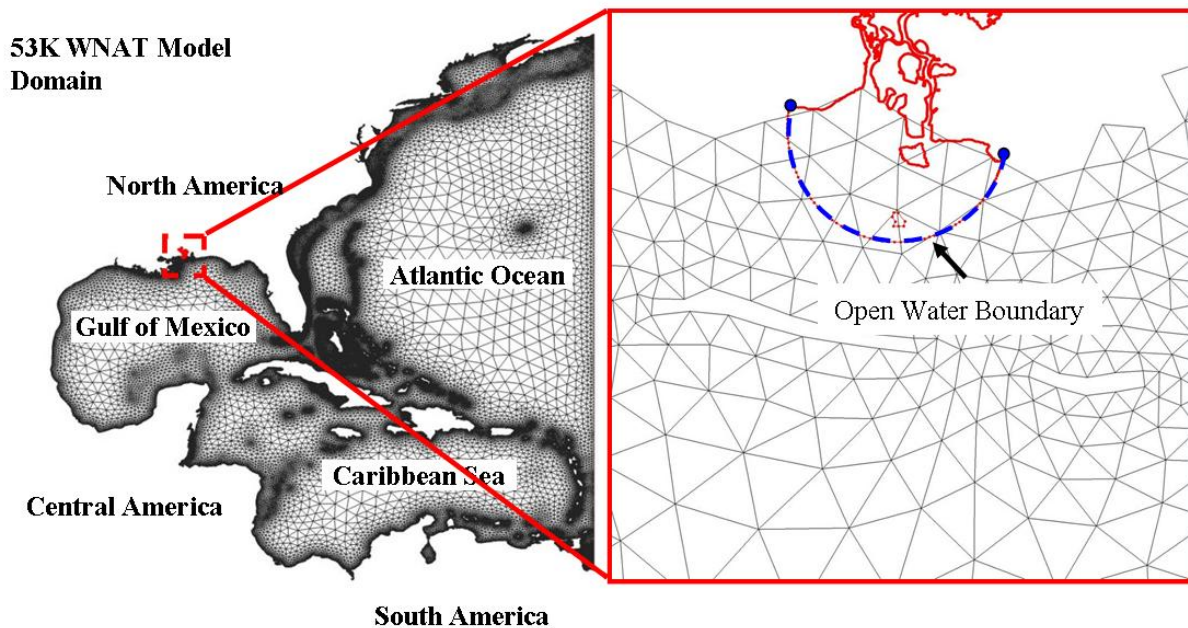 53K WNAT Model
Domain
North America
Atlantic Ocean
Gulf of Mexico
Open Water Boundary
Caribbean Sea
Central America
South America